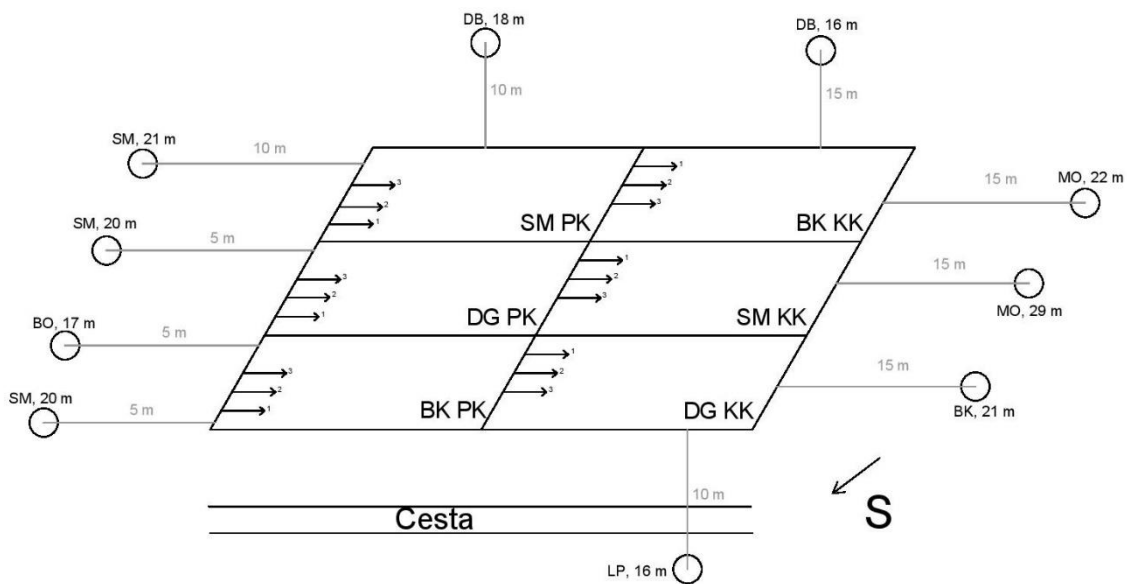 DB, 18 m
DB, 16 m
10 m
15 m
SM, 21 m
10 m
1
3
2
15 m
MO, 22 m
2
3
1
SM, 20 m
SM PK
BK KK
5 m
1
3
2
15 m
2
3
MO, 29 m
BO, 17 m
1
5 m
DG PK
SM KK
1
3
2
15 m
2
3
BK, 21 m
SM, 20 m
1
5 m
BK PK
DG KK
10 m
S
Cesta
LP, 16 m